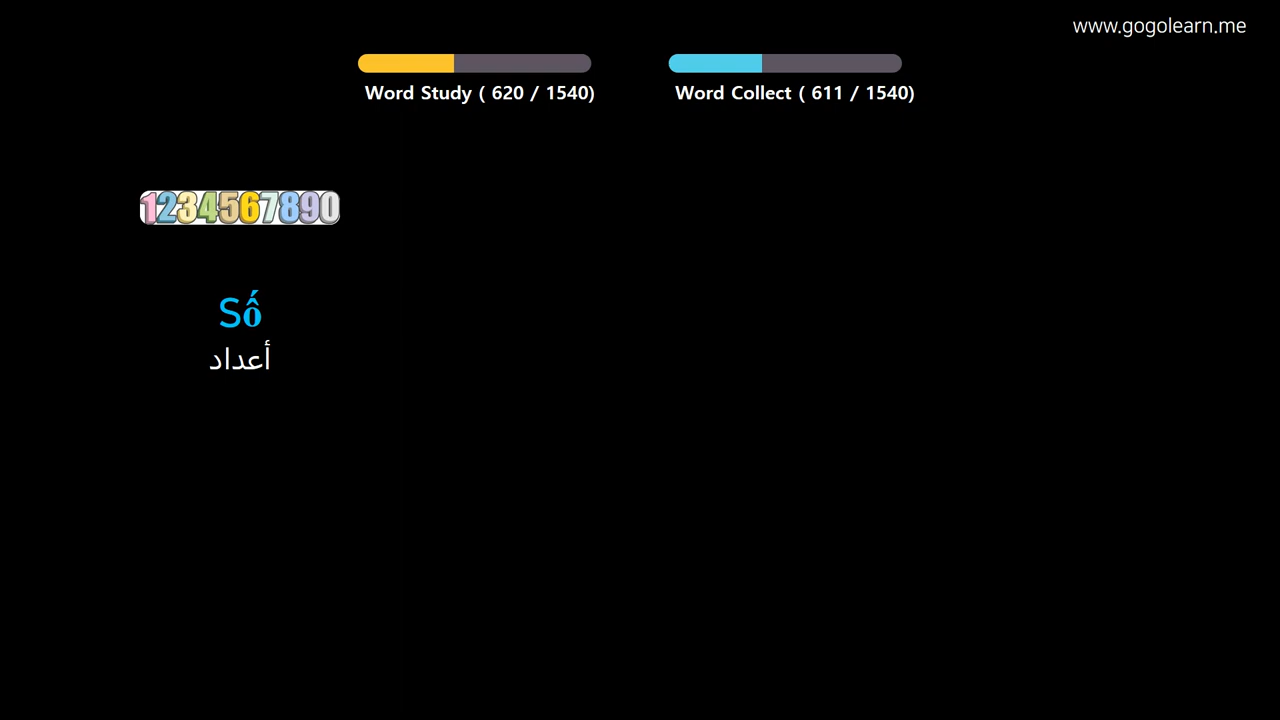 www.gogolearn.me
Word Study ( 620 / 1540)
Word Collect ( 611 / 1540)
1234567890
Số
أعداد